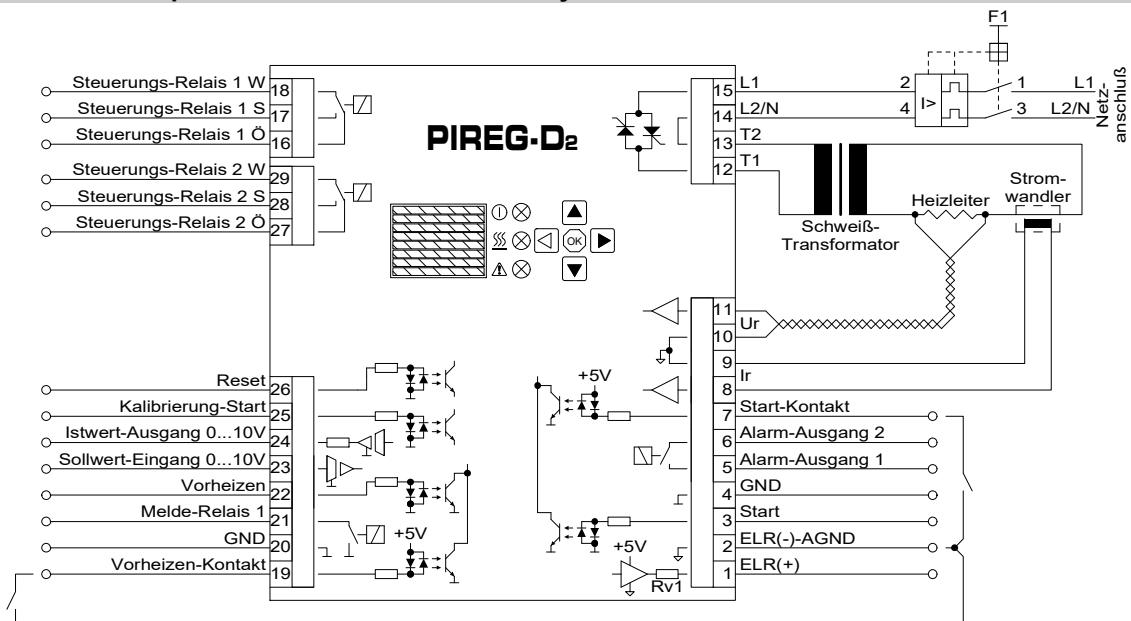 F1
Steuerungs-Relais 1 W
18
Steuerungs-Relais 1 S
17
Steuerungs-Relais 1 Ö
16
Steuerungs-Relais 2 W
29
Steuerungs-Relais 2 S
28
Steuerungs-Relais 2 Ö
27
PIREG-D2
OK
15 L1
14 L2/N
13 T2
12 T1
2
4
I>
1
3
L1
L2/N
Netz-
anschluß
Schweiß-
Transformator
Heizleiter
Strom-
wandler
11
Ur
10
9
Ir
8
Reset
26
Kalibrierung-Start
25
Istwert-Ausgang 0...10V
24
Sollwert-Eingang 0...10V
23
Vorheizen
22
Melde-Relais 1
21
GND
20
Vorheizen-Kontakt
19
+5V
+5V
+5V
Rv1
7 Start-Kontakt
6 Alarm-Ausgang 2
5 Alarm-Ausgang 1
4 GND
3 Start
2 ELR(-)-AGND
1 ELR(+)